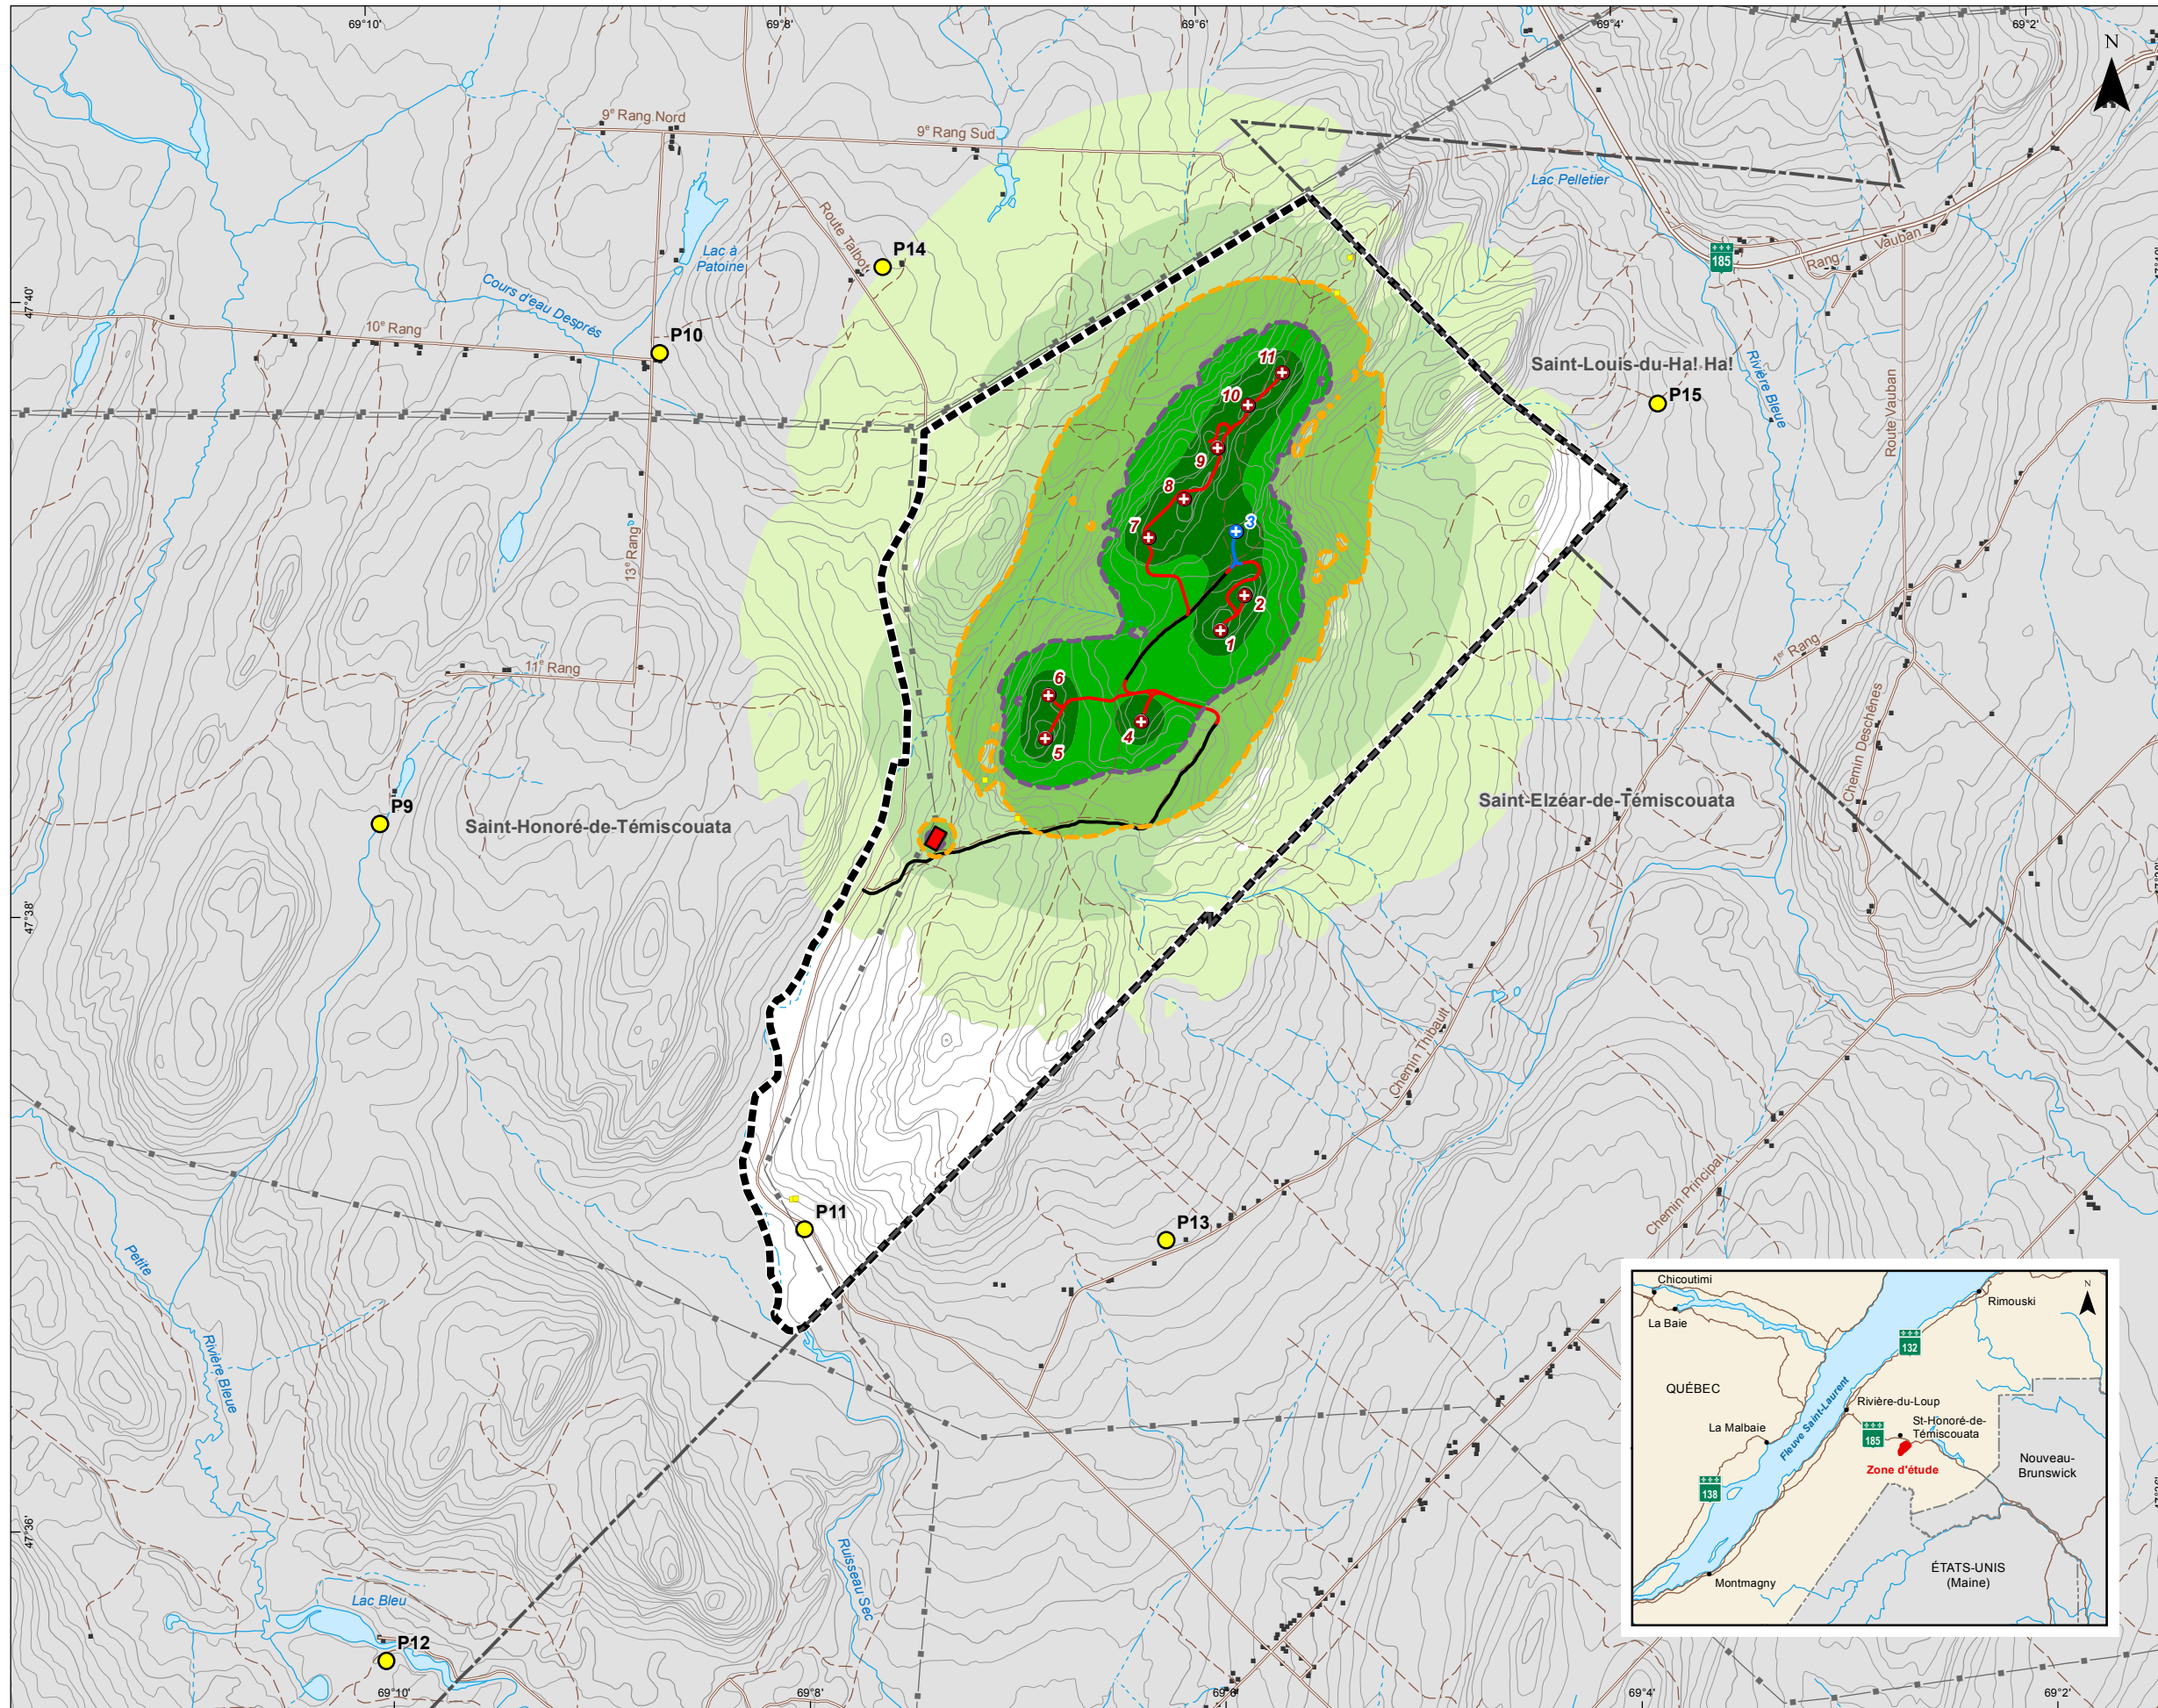 69°10'
69°8'
69°6'
69°4'
69°2'
N
9e Rang Nord
9e Rang Sud
Lac Pelletier
Route Talbot
P14
Lac à
Patoine
185
Rang
Vauban
47°40'
Cours d'eau Després
10e Rang
P10
11
Saint-Louis-du-Ha! Ha!
Rivière Bleue
Route Vauban
P15
10
9
8
7
3
13e Rang
2
1
11e Rang
1er Rang
6
5
4
Chemin Deschênes
P9
Saint-Honoré-de-Témiscouata
Saint-Elzéar-de-Témiscouata
47°38'
Chemin Thibault
Chemin Principal
P11
P13
Petite
Rivière Bleue
Ruisseau Sec
47°36'
Lac Bleu
P12
69°10'
69°8'
69°6'
69°4'
69°2'
Chicoutimi
N
Rimouski
La Baie
132
QUÉBEC
Fleuve Saint-Laurent
Rivière-du-Loup
La Malbaie
185
St-Honoré-de-
Témiscouata
Zone d'étude
Nouveau-
Brunswick
138
ÉTATS-UNIS
(Maine)
Montmagny